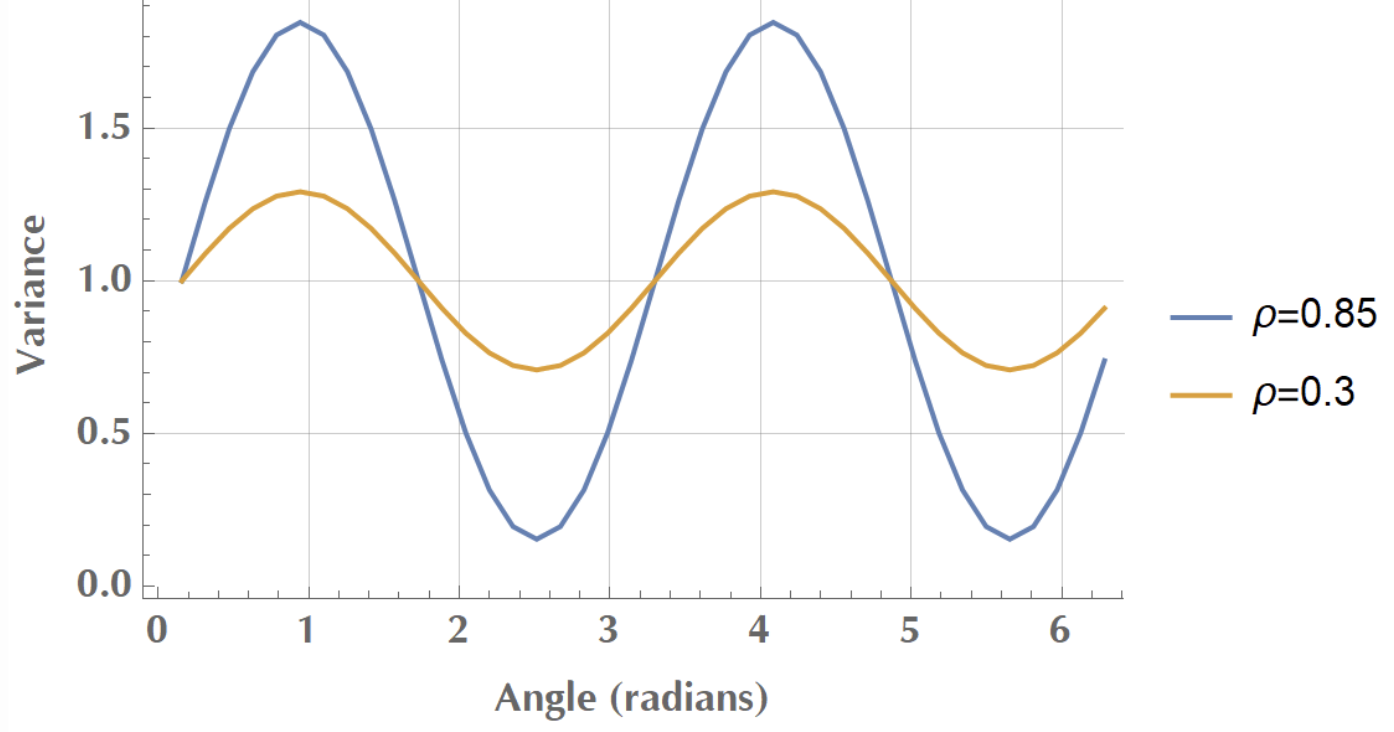 1.5
1.0
0.5
0.0
Variance
0 1 2 3 4 5 6
Angle (radians)
ρ=0.85
ρ=0.3